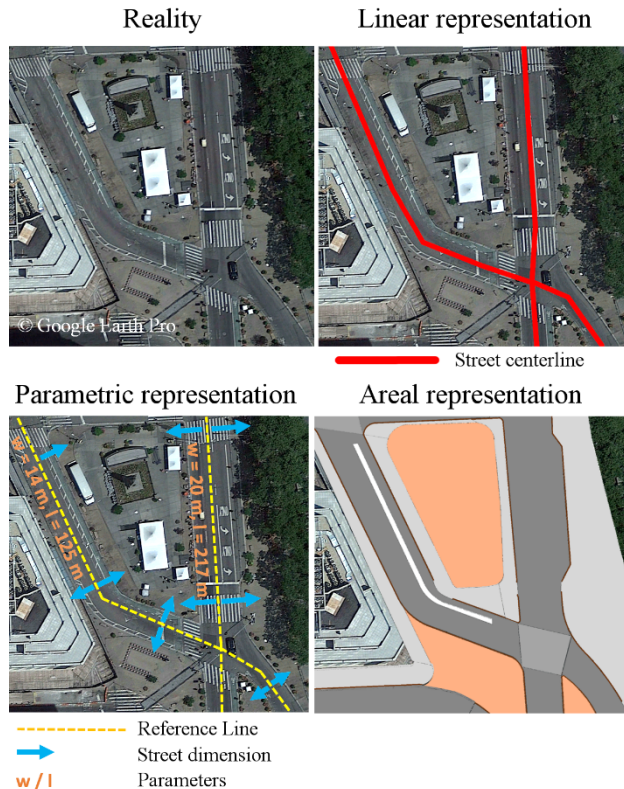 Reality
Linear representation
© Google Earth Pro
Street centerline
Parametric representation
Areal representation
w = 14 m, l = 125 m
w = 20 m, l = 217 m
Reference Line
Street dimension
w / l
Parameters